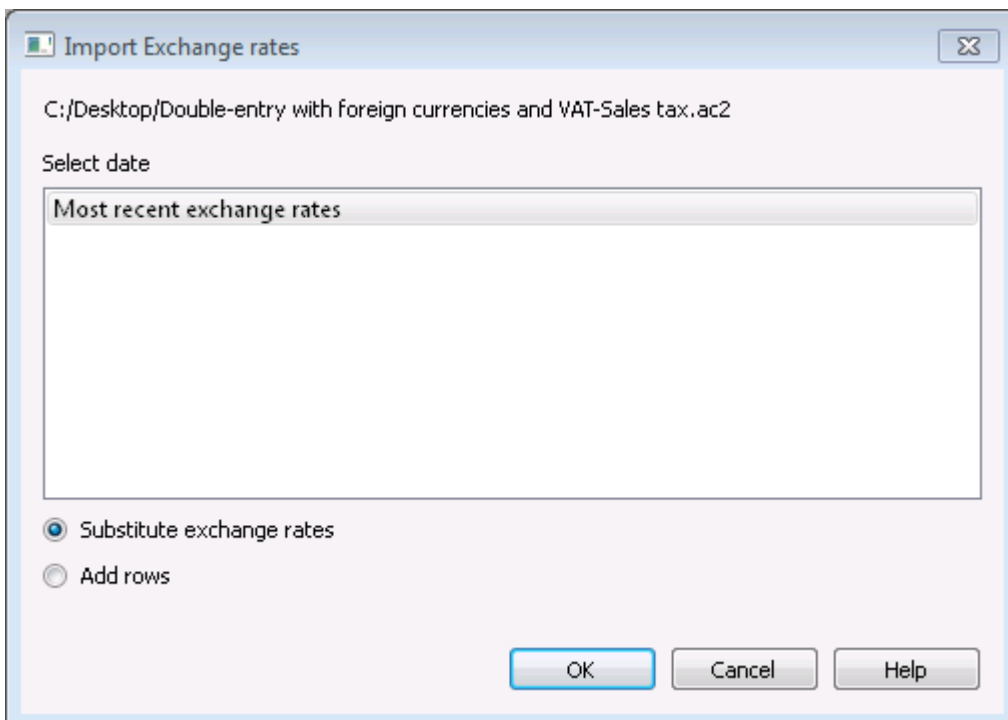 Import Exchange rates
C:/Desktop/Double-entry with foreign currencies and VAT-Sales tax.ac2
Select date
Most recent exchange rates
Substitute exchange rates
Add rows
OK Cancel Help